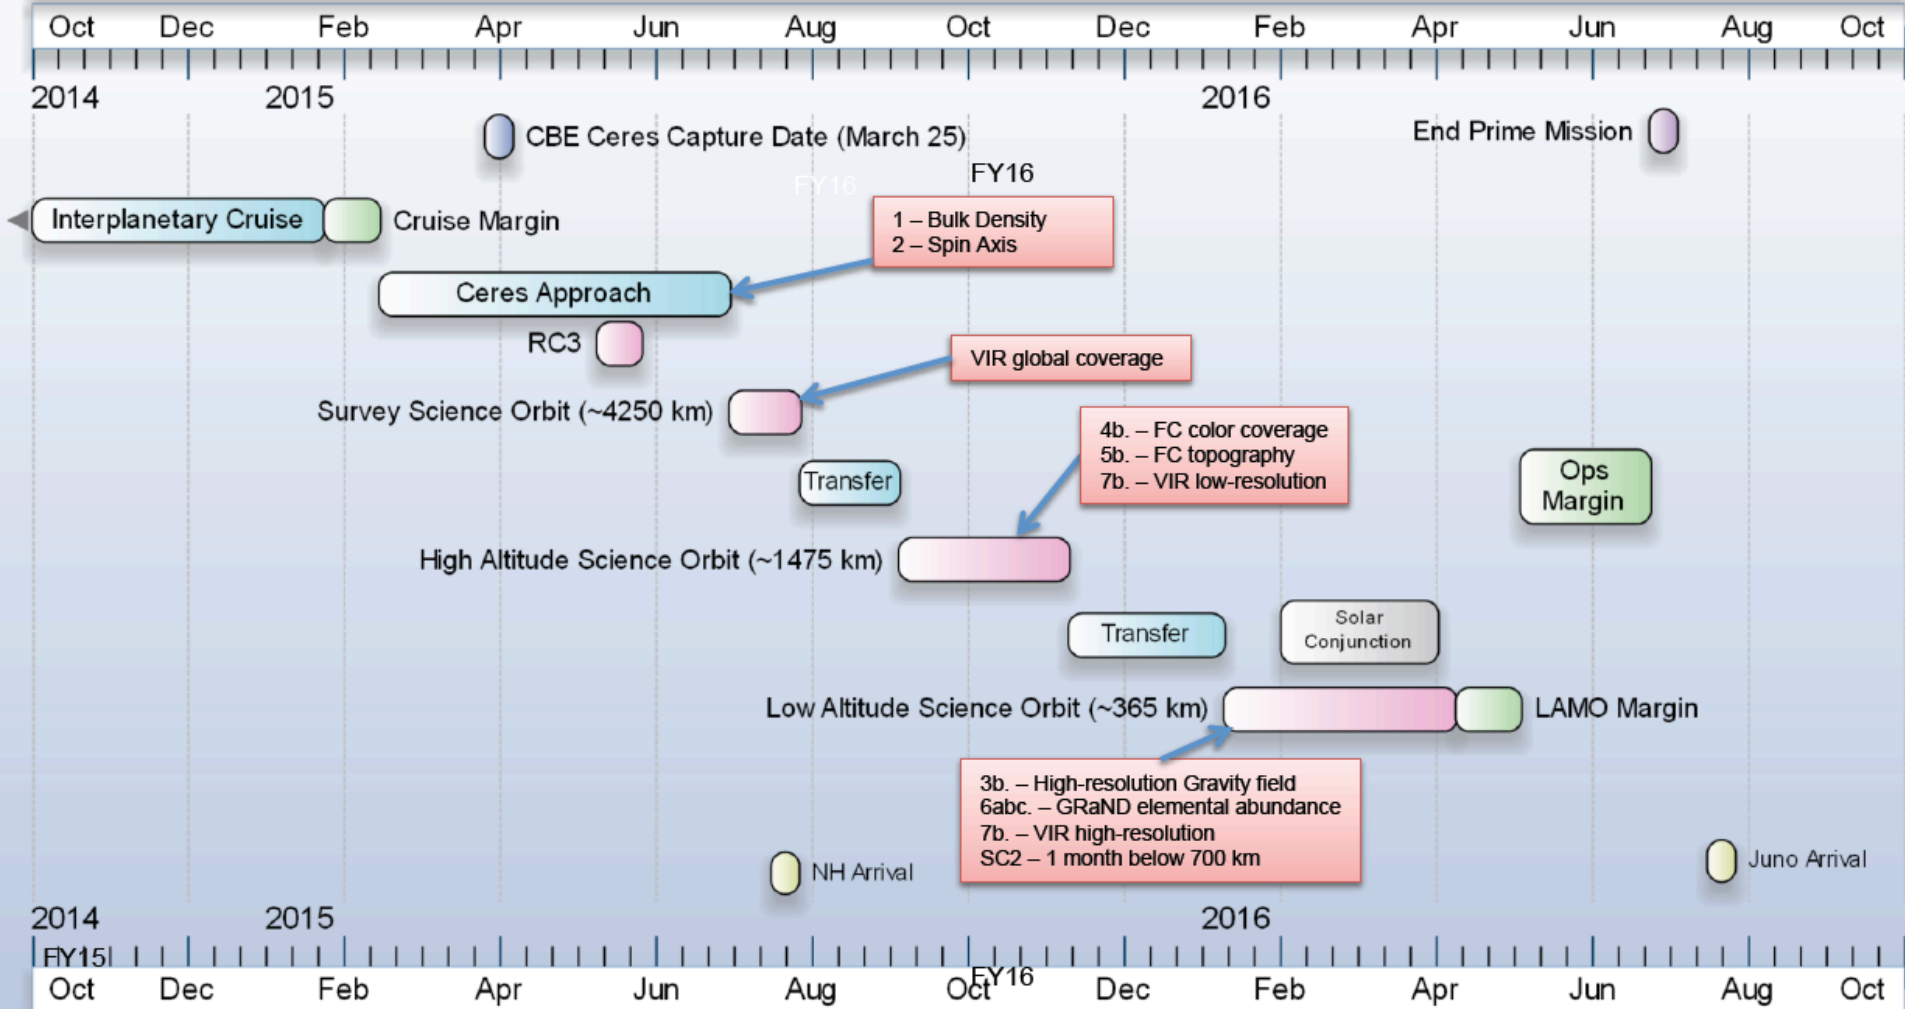 Oct Dec Feb Apr Jun Aug Oct Dec Feb Apr Jun Aug Oct
2014 2015 2016
CBE Ceres Capture Date (March 25)
End Prime Mission
FY16
FY16
Interplanetary Cruise
Cruise Margin
1 – Bulk Density
2 – Spin Axis
Ceres Approach
RC3
VIR global coverage
Survey Science Orbit (~4250 km)
4b. – FC color coverage
5b. – FC topography
7b. – VIR low-resolution
Transfer
Ops
Margin
High Altitude Science Orbit (~1475 km)
Transfer
Solar
Conjunction
Low Altitude Science Orbit (~365 km)
LAMO Margin
3b. – High-resolution Gravity field
6abc. – GRaND elemental abundance
7b. – VIR high-resolution
SC2 – 1 month below 700 km
NH Arrival
Juno Arrival
2014 2015 2016
FY15
FY16
Oct Dec Feb Apr Jun Aug Oct Dec Feb Apr Jun Aug Oct